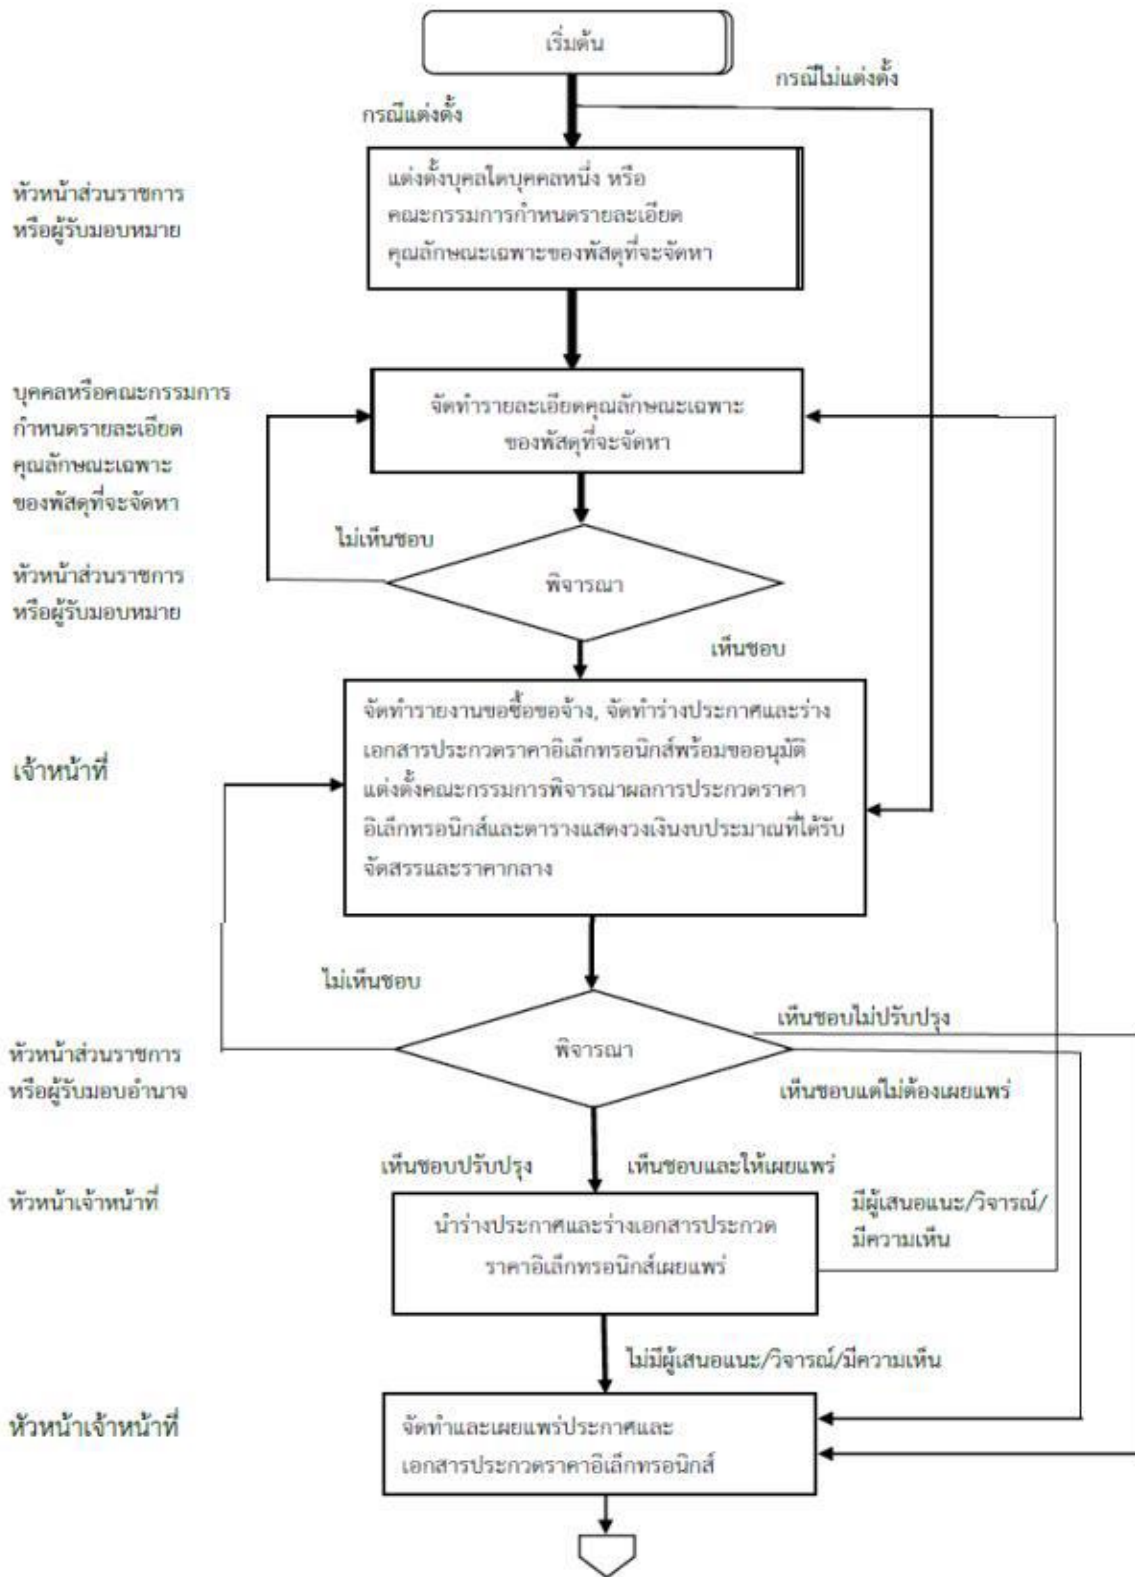 เริ่มต้น
กรณีไม่แต่งตั้ง
กรณีแต่งตั้ง
หัวหน้าส่วนราชการ
หรือผู้รับมอบหมาย
แต่งตั้งบุคลใดบุคคลหนึ่ง หรือ
คณะกรรมการกำหนดรายละเอียด
คุณลักษณะเฉพาะของพัสดุที่จะจัดหา
บุคคลหรือคณะกรรมการ
กำหนดรายละเอียด
คุณลักษณะเฉพาะ
ของพัสดุที่จะจัดหา
จัดทำรายละเอียดคุณลักษณะเฉพาะ
ของพัสดุที่จะจัดหา
ไม่เห็นชอบ
หัวหน้าส่วนราชการ
หรือผู้รับมอบหมาย
พิจารณา
เห็นชอบ
เจ้าหน้าที่
จัดทำรายงานขอซื้อขอจ้าง, จัดทำร่างประกาศและร่าง
เอกสารประกวดราคาอิเล็กทรอนิกส์พร้อมขออนุมัติ
แต่งตั้งคณะกรรมการพิจารณาผลการประกวดราคา
อิเล็กทรอนิกส์และตารางแสดงวงเงินงบประมาณที่ได้รับ
จัดสรรและราคากลาง
ไม่เห็นชอบ
เห็นชอบไม่ปรับปรุง
หัวหน้าส่วนราชการ
หรือผู้รับมอบอำนาจ
พิจารณา
เห็นชอบแต่ไม่ต้องเผยแพร่
เห็นชอบปรับปรุง
เห็นชอบและให้เผยแพร่
หัวหน้าเจ้าหน้าที่
นำร่างประกาศและร่างเอกสารประกวด
ราคาอิเล็กทรอนิกส์เผยแพร่
มีผู้เสนอแนะ/วิจารณ์/
มีความเห็น
ไม่มีผู้เสนอแนะ/วิจารณ์/มีความเห็น
หัวหน้าเจ้าหน้าที่
จัดทำและเผยแพร่ประกาศและ
เอกสารประกวดราคาอิเล็กทรอนิกส์